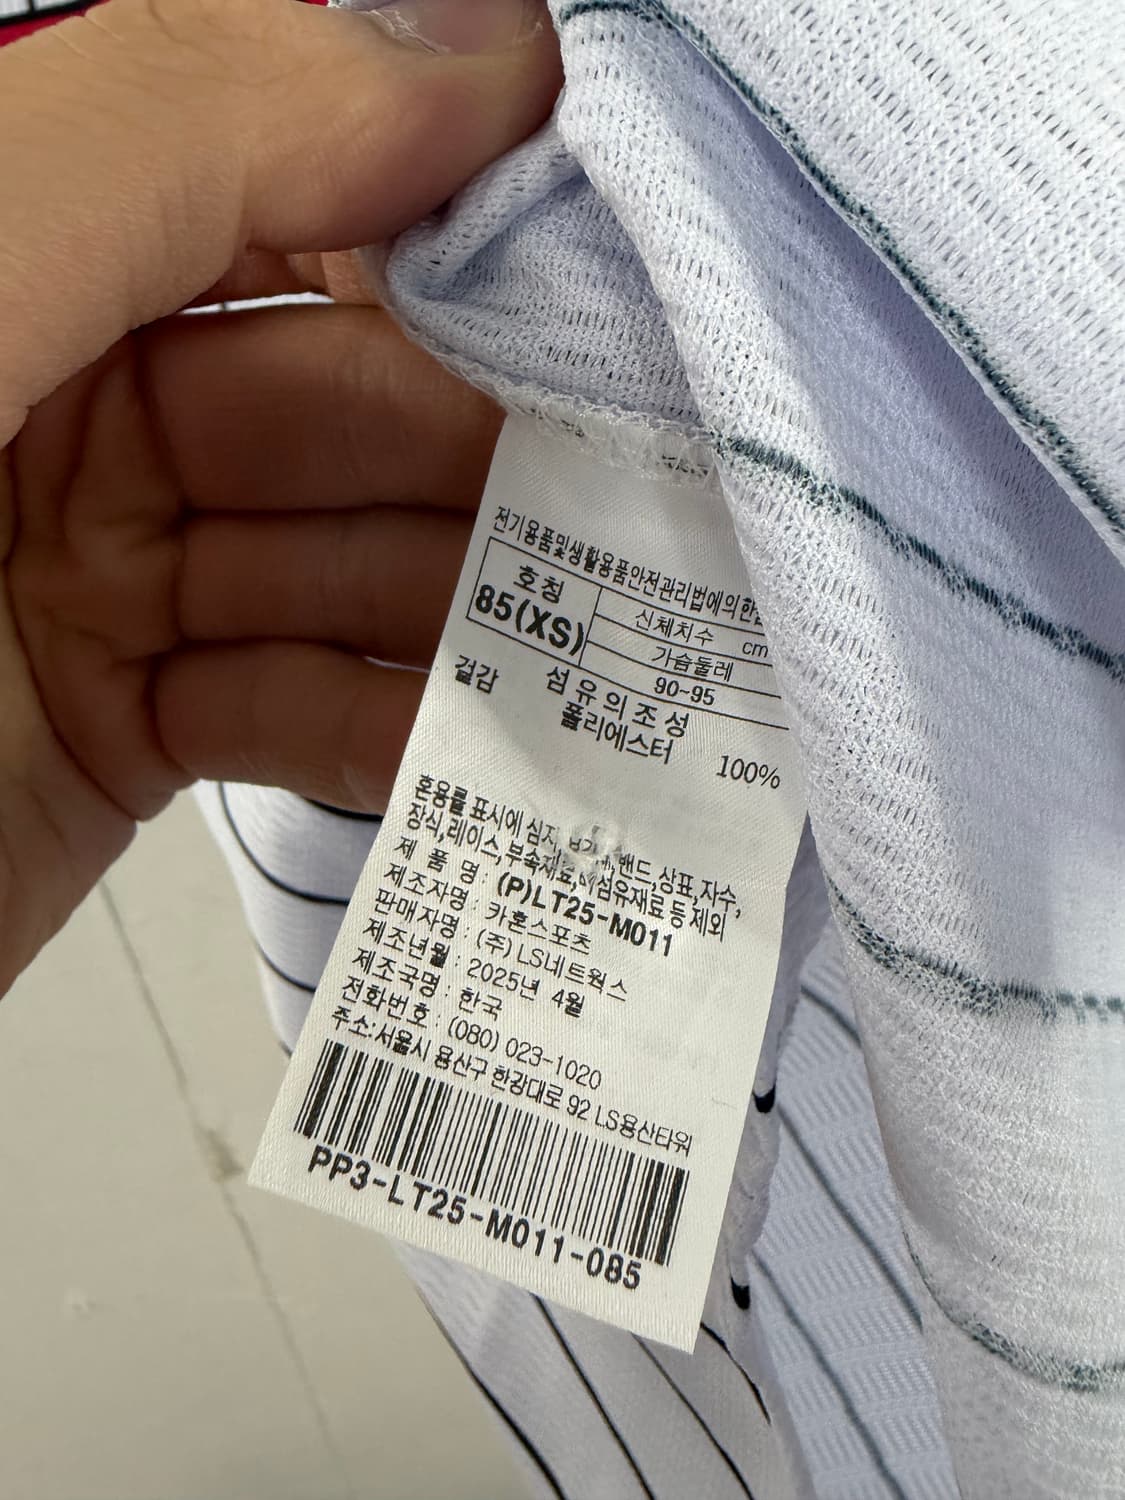 전기용품및생활용품안전관리법에의한
호칭
85(XS)
신체치수 cm
가슴둘레
90~95
겉감 섬유의조성
폴리에스터 100%
혼용률 표시에 심지, 밴드,상표,자수,
장식,레이스,부속재료,비섬유재료등제외
제 품 명: (P)LT25-M011
제조자명: 카혼스포츠
판매자명: (주)LS네트웍스
제조년월: 2025년 4월
제조국명: 한국
전화번호: (080) 023-1020
주소:서울시 용산구 한강대로 92 LS용산타워
PP3-LT25-M011-085